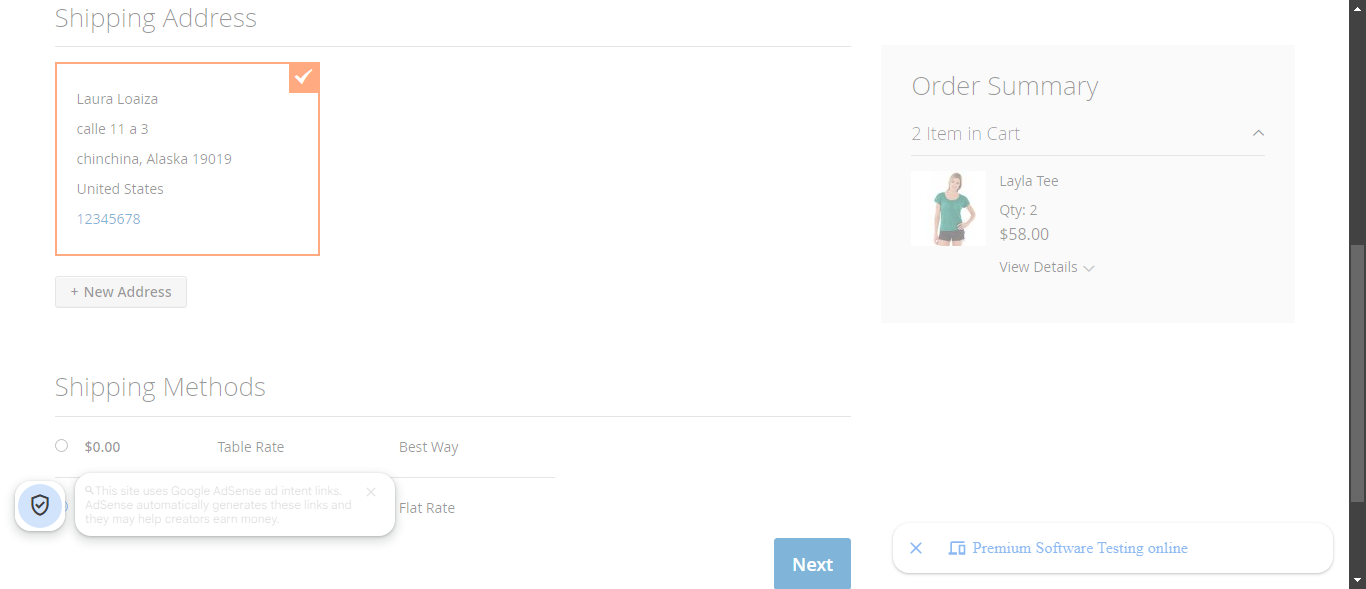 Shipping Address
Laura Loaiza
calle 11 a 3
chinchina, Alaska 19019
United States
12345678
+ New Address
Order Summary
2 Item in Cart
Layla Tee
Qty: 2
$58.00
View Details
Shipping Methods
$0.00 Table Rate Best Way
This site uses Google AdSense ad intent links.
AdSense automatically generates these links and
they may help creators earn money.
Flat Rate
Next
Premium Software Testing online